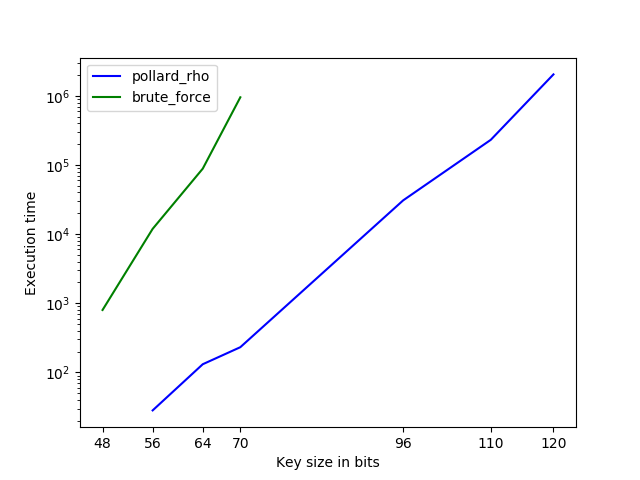 pollard_rho
brute_force
10^6
10^5
10^4
10^3
10^2
Execution time
48 56 64 70 96 110 120
Key size in bits